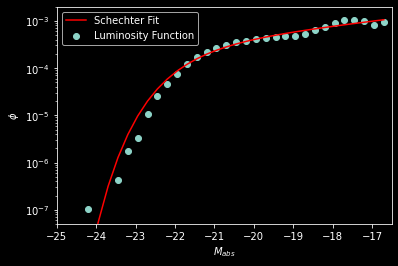 Schechter Fit
Luminosity Function
10⁻³
10⁻⁴
10⁻⁵
10⁻⁶
10⁻⁷
ϕ
−25 −24 −23 −22 −21 −20 −19 −18 −17
M_abs